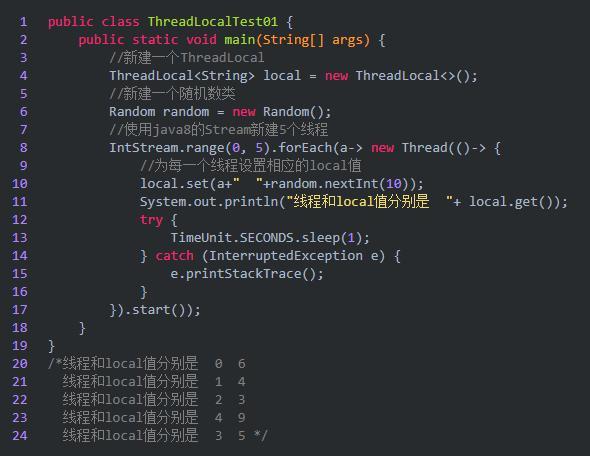 1 public class ThreadLocalTest01 {
2     public static void main(String[] args) {
3         //新建一个ThreadLocal
4         ThreadLocal<String> local = new ThreadLocal<>();
5         //新建一个随机数类
6         Random random = new Random();
7         //使用java8的Stream新建5个线程
8         IntStream.range(0, 5).forEach(a-> new Thread(()-> {
9             //为每一个线程设置相应的local值
10             local.set(a+"  "+random.nextInt(10));
11             System.out.println("线程和local值分别是  "+ local.get());
12             try {
13                 TimeUnit.SECONDS.sleep(1);
14             } catch (InterruptedException e) {
15                 e.printStackTrace();
16             }
17         }).start());
18     }
19 }
20 /*线程和local值分别是  0  6
21   线程和local值分别是  1  4
22   线程和local值分别是  2  3
23   线程和local值分别是  4  9
24   线程和local值分别是  3  5 */